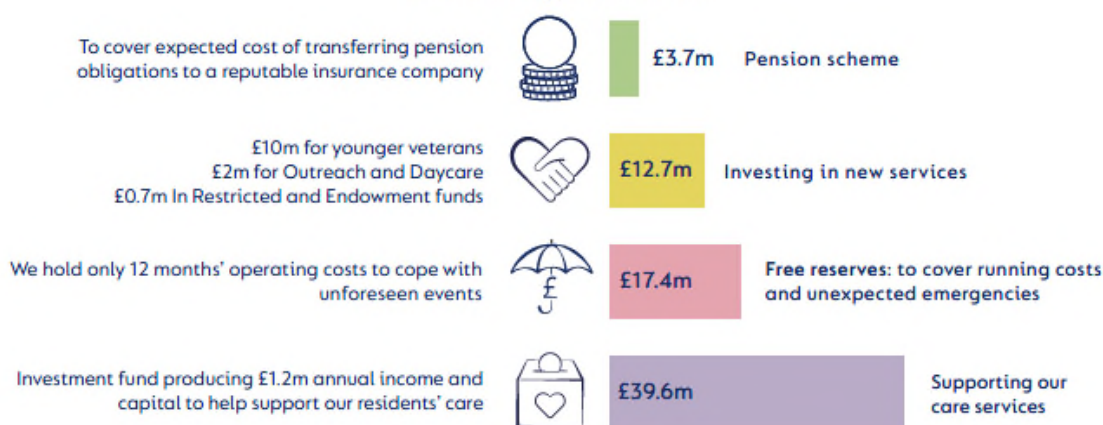 To cover expected cost of transferring pension
obligations to a reputable insurance company
£3.7m
Pension scheme
£10m for younger veterans
£2m for Outreach and Daycare
£0.7m In Restricted and Endowment funds
£12.7m
Investing in new services
We hold only 12 months' operating costs to cope with
unforeseen events
£
£17.4m
Free reserves: to cover running costs
and unexpected emergencies
Investment fund producing £1.2m annual income and
capital to help support our residents' care
£39.6m
Supporting our
care services